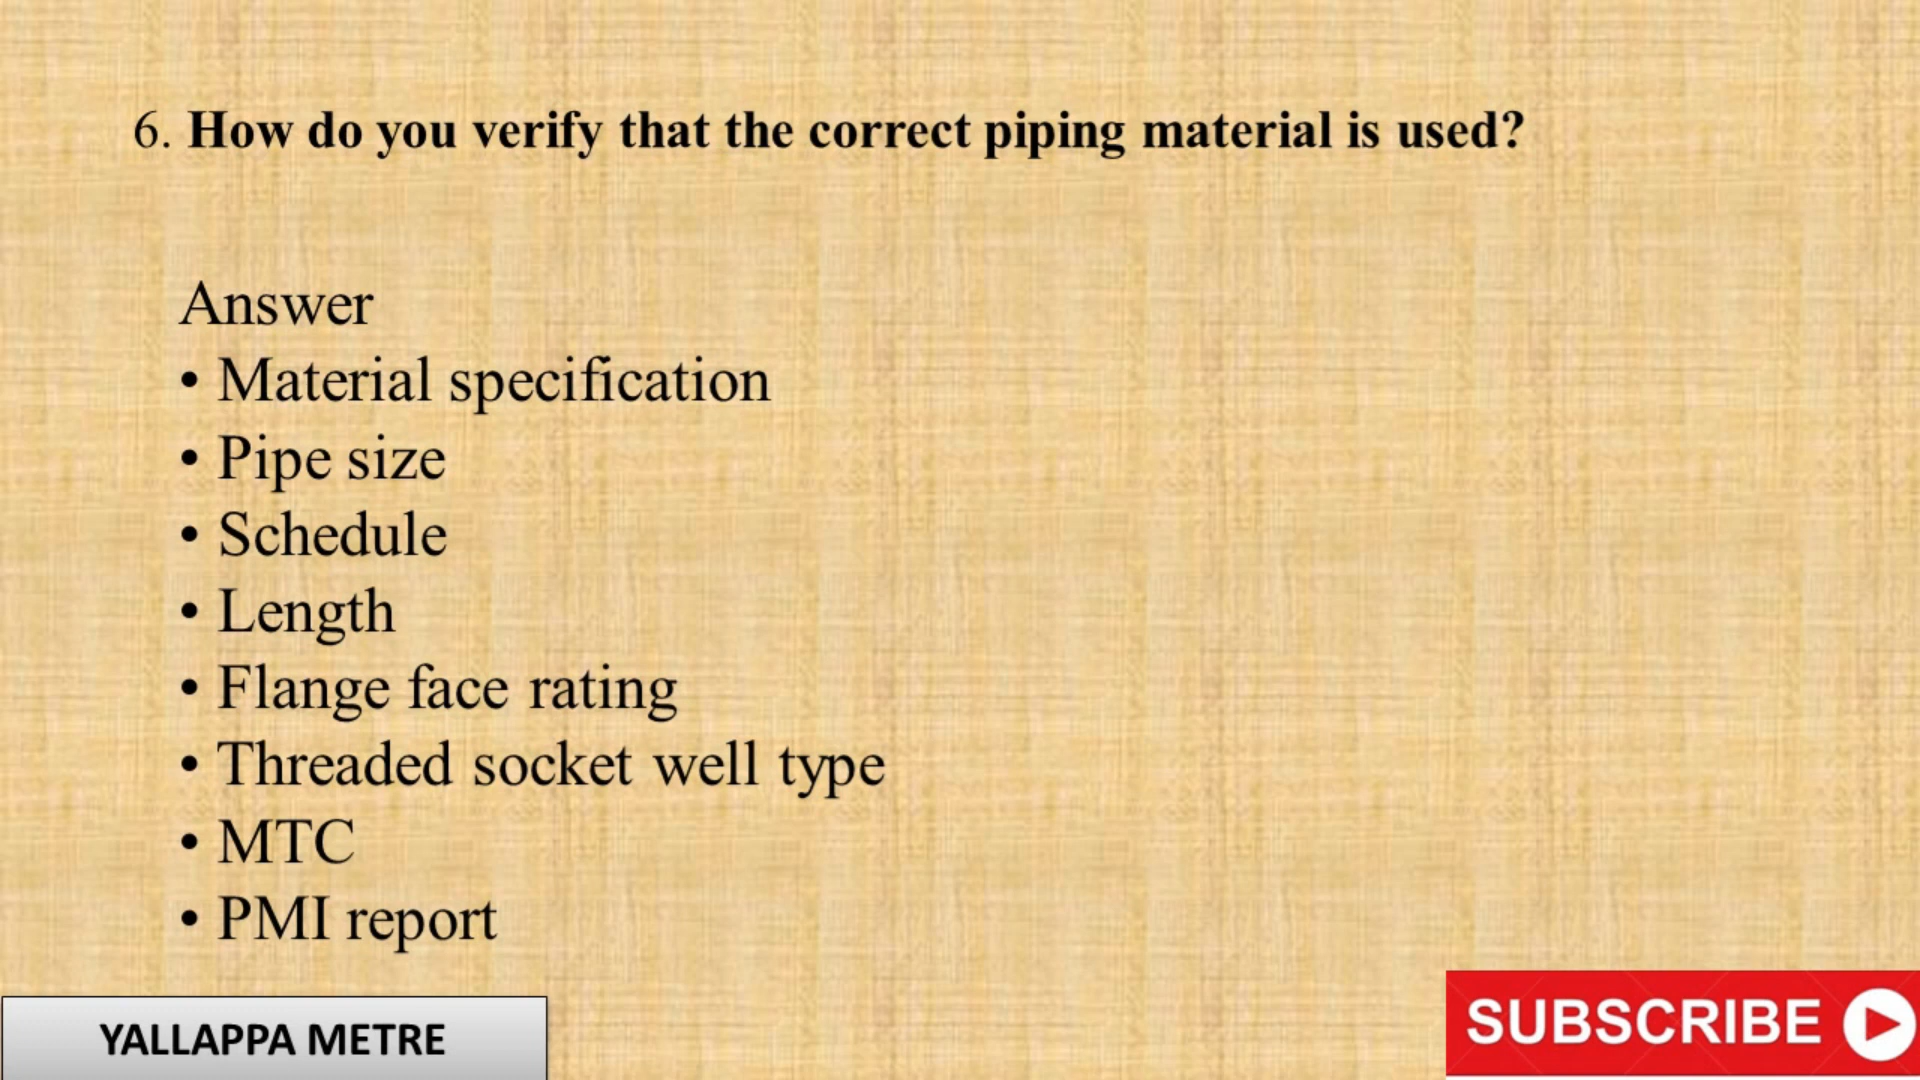 6. How do you verify that the correct piping material is used?
Answer
• Material specification
• Pipe size
• Schedule
• Length
• Flange face rating
• Threaded socket well type
• MTC
• PMI report
YALLAPPA METRE
SUBSCRIBE